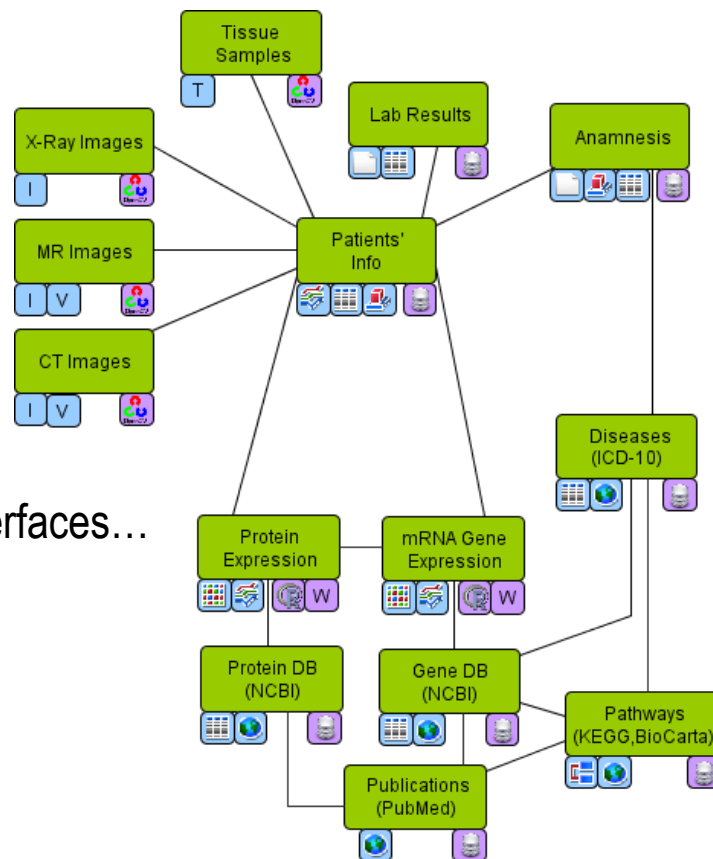 Tissue
Samples
T
Lab Results
X-Ray Images
I
Anamnesis
Patients'
Info
MR Images
I V
CT Images
I V
Diseases
(ICD-10)
erfaces…
Protein
Expression
W
mRNA Gene
Expression
W
Protein DB
(NCBI)
Gene DB
(NCBI)
Pathways
(KEGG,BioCarta)
Publications
(PubMed)